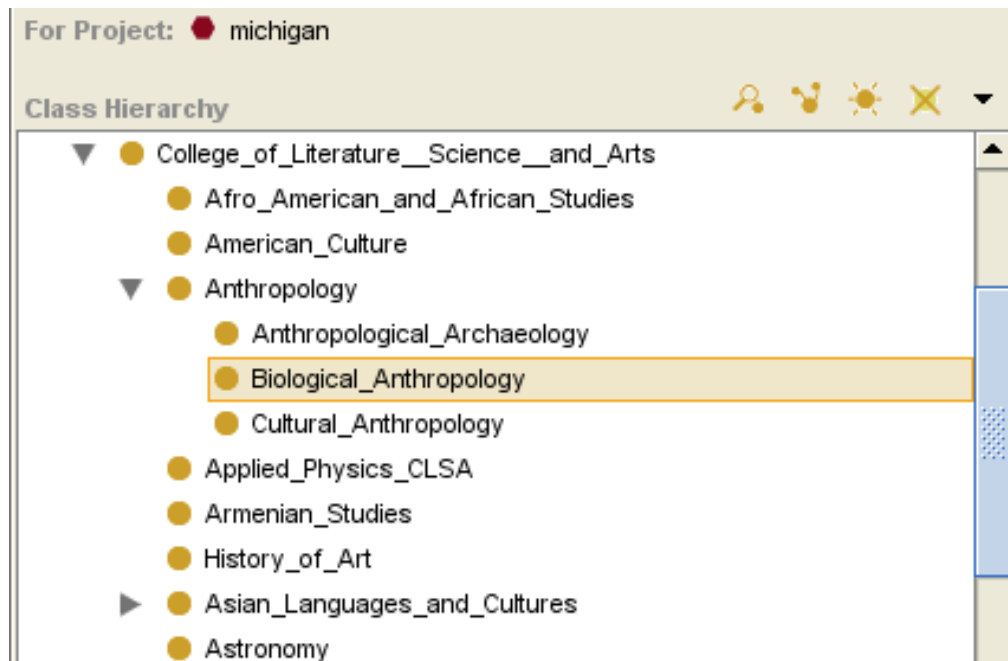 For Project: michigan
Class Hierarchy
College_of_Literature__Science__and_Arts
Afro_American_and_African_Studies
American_Culture
Anthropology
Anthropological_Archaeology
Biological_Anthropology
Cultural_Anthropology
Applied_Physics_CLSA
Armenian_Studies
History_of_Art
Asian_Languages_and_Cultures
Astronomy